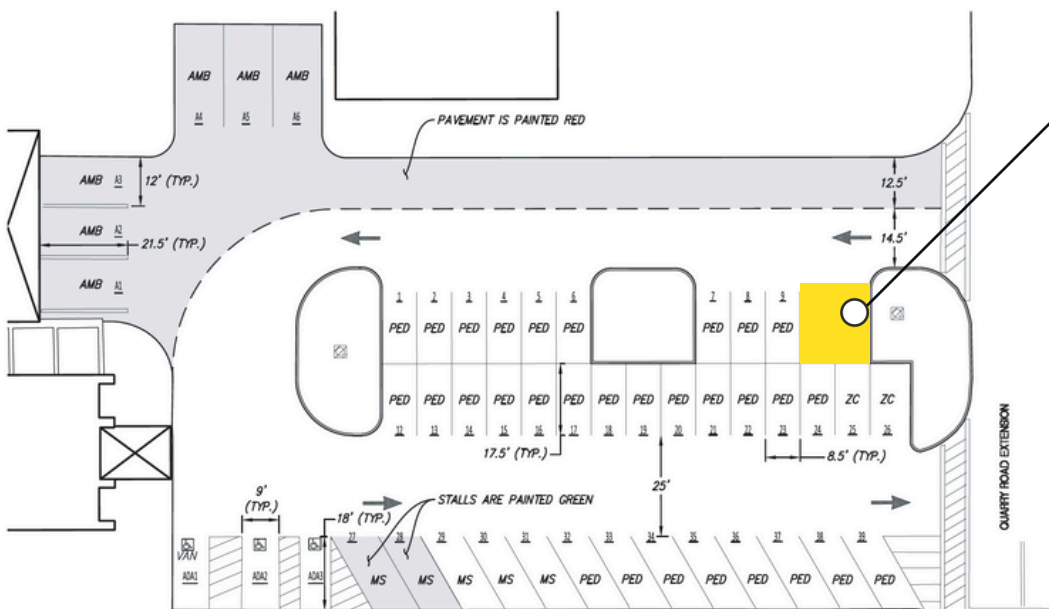 AMB AMB AMB
A4 A5 A6
PAVEMENT IS PAINTED RED
AMB A3
12' (TYP.)
12.5'
AMB A2
21.5' (TYP.)
14.5'
AMB A1
1 2 3 4 5 6 7 8 9
PED PED PED PED PED PED PED PED PED
PED PED PED PED PED PED PED PED PED PED PED PED PED ZC ZC
12 13 14 15 16 17 18 19 20 21 22 23 24 25 26
17.5' (TYP.)
8.5' (TYP.)
QUARRY ROAD EXTENSION
25'
9'
(TYP.)
STALLS ARE PAINTED GREEN
18' (TYP.)
27 28 29 30 31 32 33 34 35 36 37 38 39
VAN
ADA1 ADA2 ADA3
MS MS MS MS MS PED PED PED PED PED PED PED PED